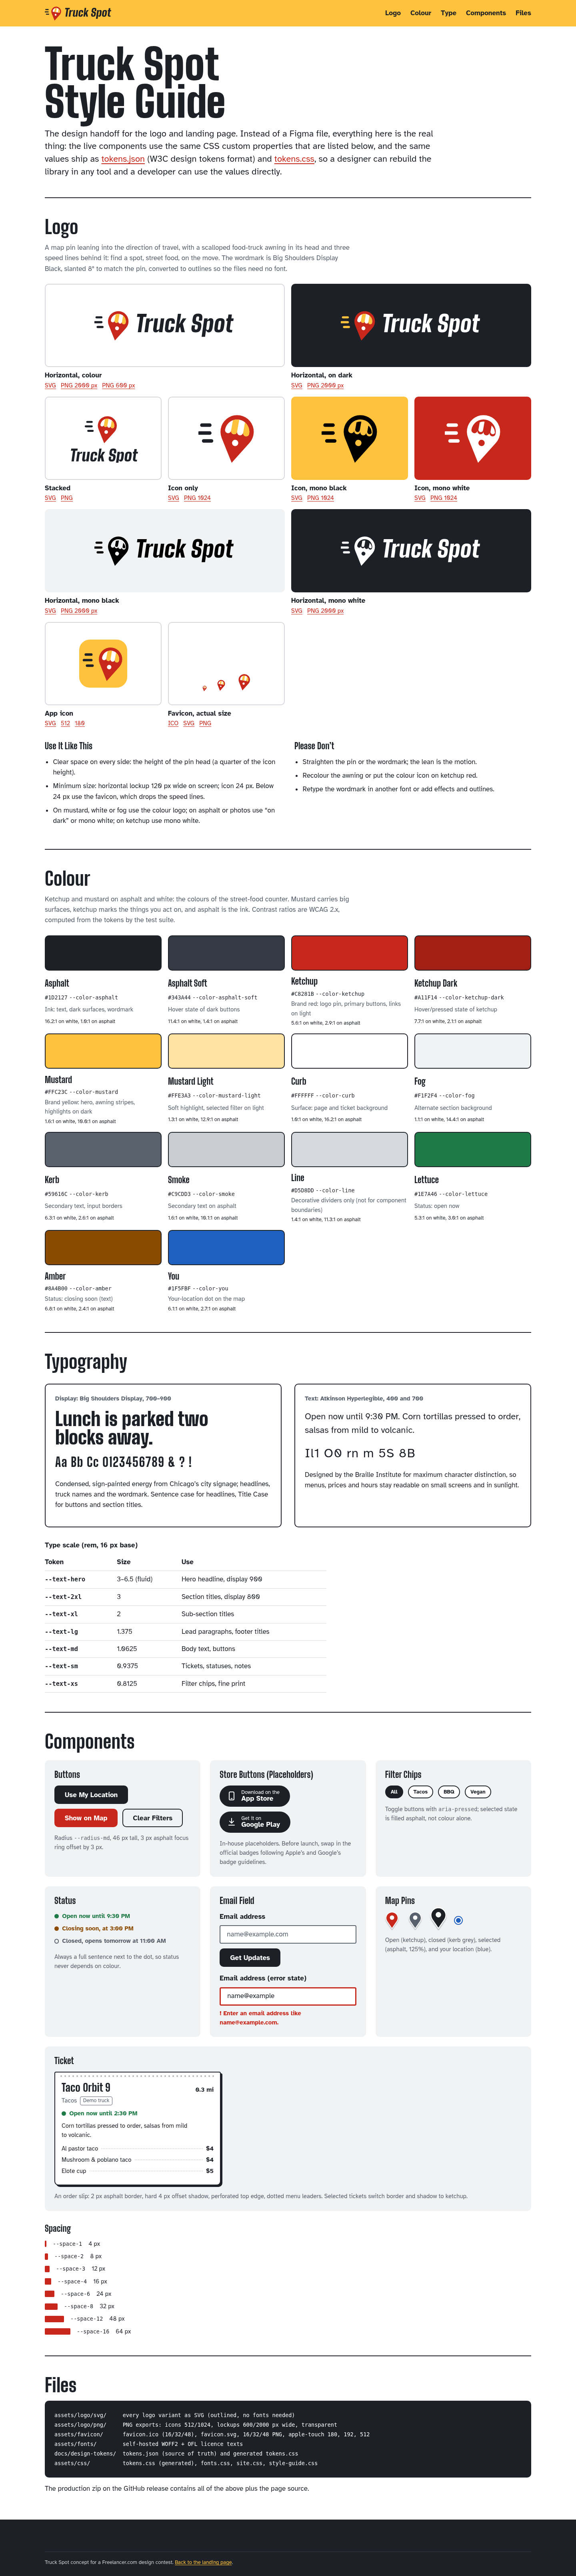 Truck Spot
Logo Colour Type Components Files
Truck Spot
Style Guide
The design handoff for the logo and landing page. Instead of a Figma file, everything here is the real
thing: the live components use the same CSS custom properties that are listed below, and the same
values ship as tokens.json (W3C design tokens format) and tokens.css, so a designer can rebuild the
library in any tool and a developer can use the values directly.
Logo
A map pin leaning into the direction of travel, with a scalloped food-truck awning in its head and three
speed lines behind it: find a spot, street food, on the move. The wordmark is Big Shoulders Display
Black, slanted 8° to match the pin, converted to outlines so the files need no font.
Truck Spot
Truck Spot
Horizontal, colour
SVG PNG 2000 px PNG 600 px
Horizontal, on dark
SVG PNG 2000 px
Truck Spot
Stacked
SVG PNG
Icon only
SVG PNG 1024
Icon, mono black
SVG PNG 1024
Icon, mono white
SVG PNG 1024
Truck Spot
Truck Spot
Horizontal, mono black
SVG PNG 2000 px
Horizontal, mono white
SVG PNG 2000 px
App icon
SVG 512 180
Favicon, actual size
ICO SVG PNG
Use It Like This
• Clear space on every side: the height of the pin head (a quarter of the icon
height).
• Minimum size: horizontal lockup 120 px wide on screen; icon 24 px. Below
24 px use the favicon, which drops the speed lines.
• On mustard, white or fog use the colour logo; on asphalt or photos use “on
dark” or mono white; on ketchup use mono white.
Please Don’t
• Straighten the pin or the wordmark; the lean is the motion.
• Recolour the awning or put the colour icon on ketchup red.
• Retype the wordmark in another font or add effects and outlines.
Colour
Ketchup and mustard on asphalt and white: the colours of the street-food counter. Mustard carries big
surfaces, ketchup marks the things you act on, and asphalt is the ink. Contrast ratios are WCAG 2.x,
computed from the tokens by the test suite.
Asphalt
#1D2127 --color-asphalt
Ink: text, dark surfaces, wordmark
16.2:1 on white, 1.0:1 on asphalt
Asphalt Soft
#343A44 --color-asphalt-soft
Hover state of dark buttons
11.4:1 on white, 1.4:1 on asphalt
Ketchup
#C8281B --color-ketchup
Brand red: logo pin, primary buttons, links
on light
5.6:1 on white, 2.9:1 on asphalt
Ketchup Dark
#A11F14 --color-ketchup-dark
Hover/pressed state of ketchup
7.7:1 on white, 2.1:1 on asphalt
Mustard
#FFC23C --color-mustard
Brand yellow: hero, awning stripes,
highlights on dark
1.6:1 on white, 10.0:1 on asphalt
Mustard Light
#FFE3A3 --color-mustard-light
Soft highlight, selected filter on light
1.3:1 on white, 12.9:1 on asphalt
Curb
#FFFFFF --color-curb
Surface: page and ticket background
1.0:1 on white, 16.2:1 on asphalt
Fog
#F1F2F4 --color-fog
Alternate section background
1.1:1 on white, 14.4:1 on asphalt
Kerb
#59616C --color-kerb
Secondary text, input borders
6.3:1 on white, 2.6:1 on asphalt
Smoke
#C9CDD3 --color-smoke
Secondary text on asphalt
1.6:1 on white, 10.1:1 on asphalt
Line
#D5D8DD --color-line
Decorative dividers only (not for component
boundaries)
1.4:1 on white, 11.3:1 on asphalt
Lettuce
#1E7A46 --color-lettuce
Status: open now
5.3:1 on white, 3.0:1 on asphalt
Amber
#8A4B00 --color-amber
Status: closing soon (text)
6.8:1 on white, 2.4:1 on asphalt
You
#1F5FBF --color-you
Your-location dot on the map
6.1:1 on white, 2.7:1 on asphalt
Typography
Display: Big Shoulders Display, 700–900
Lunch is parked two
blocks away.
Aa Bb Cc 0123456789 & ? !
Condensed, sign-painted energy from Chicago’s city signage; headlines,
truck names and the wordmark. Sentence case for headlines, Title Case
for buttons and section titles.
Text: Atkinson Hyperlegible, 400 and 700
Open now until 9:30 PM. Corn tortillas pressed to order,
salsas from mild to volcanic.
Il1 O0 rn m 5S 8B
Designed by the Braille Institute for maximum character distinction, so
menus, prices and hours stay readable on small screens and in sunlight.
Type scale (rem, 16 px base)
Token Size Use
--text-hero 3–6.5 (fluid) Hero headline, display 900
--text-2xl 3 Section titles, display 800
--text-xl 2 Sub-section titles
--text-lg 1.375 Lead paragraphs, footer titles
--text-md 1.0625 Body text, buttons
--text-sm 0.9375 Tickets, statuses, notes
--text-xs 0.8125 Filter chips, fine print
Components
Buttons
Use My Location
Show on Map Clear Filters
Radius --radius-md, 46 px tall, 3 px asphalt focus
ring offset by 3 px.
Store Buttons (Placeholders)
Download on the
App Store
Get it on
Google Play
In-house placeholders. Before launch, swap in the
official badges following Apple’s and Google’s
badge guidelines.
Filter Chips
All Tacos BBQ Vegan
Toggle buttons with aria-pressed; selected state
is filled asphalt, not colour alone.
Status
Open now until 9:30 PM
Closing soon, at 3:00 PM
Closed, opens tomorrow at 11:00 AM
Always a full sentence next to the dot, so status
never depends on colour.
Email Field
Email address
name@example.com
Get Updates
Email address (error state)
name@example
! Enter an email address like
name@example.com.
Map Pins
Open (ketchup), closed (kerb grey), selected
(asphalt, 125%), and your location (blue).
Ticket
Taco Orbit 9 0.3 mi
Tacos Demo truck
Open now until 2:30 PM
Corn tortillas pressed to order, salsas from mild
to volcanic.
Al pastor taco $4
Mushroom & poblano taco $4
Elote cup $5
An order slip: 2 px asphalt border, hard 4 px offset shadow, perforated top edge, dotted menu leaders. Selected tickets switch border and shadow to ketchup.
Spacing
--space-1 4 px
--space-2 8 px
--space-3 12 px
--space-4 16 px
--space-6 24 px
--space-8 32 px
--space-12 48 px
--space-16 64 px
Files
assets/logo/svg/ every logo variant as SVG (outlined, no fonts needed)
assets/logo/png/ PNG exports: icons 512/1024, lockups 600/2000 px wide, transparent
assets/favicon/ favicon.ico (16/32/48), favicon.svg, 16/32/48 PNG, apple-touch 180, 192, 512
assets/fonts/ self-hosted WOFF2 + OFL licence texts
docs/design-tokens/ tokens.json (source of truth) and generated tokens.css
assets/css/ tokens.css (generated), fonts.css, site.css, style-guide.css
The production zip on the GitHub release contains all of the above plus the page source.
Truck Spot concept for a Freelancer.com design contest. Back to the landing page.